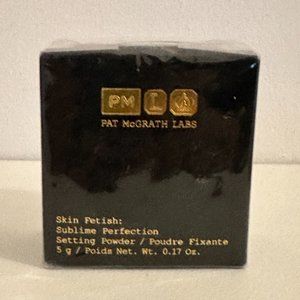 PM L
PAT McGRATH LABS
Skin Fetish:
Sublime Perfection
Setting Powder / Poudre Fixante
5 g / Poids Net. Wt. 0.17 Oz.